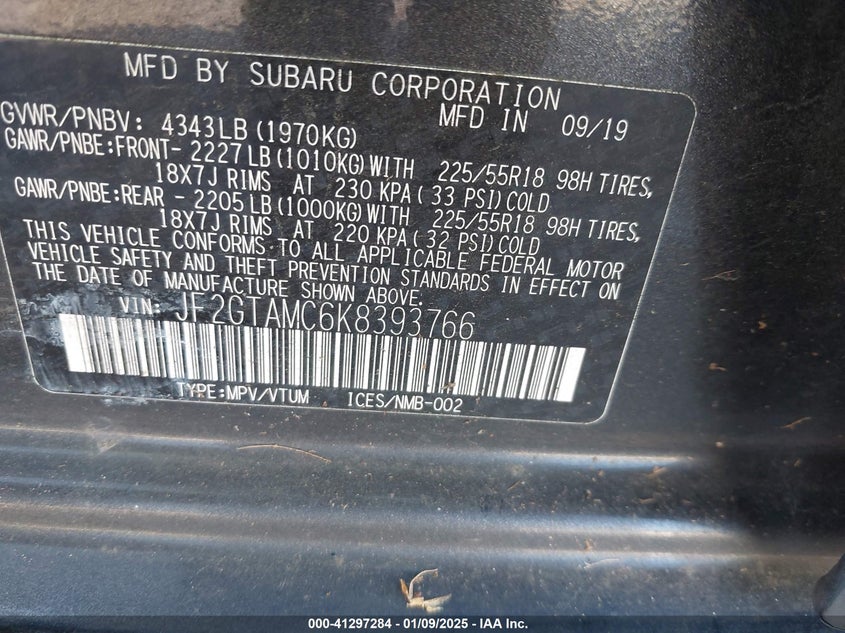 MFD BY SUBARU CORPORATION
MFD IN 09/19
GVWR/PNBV: 4343LB (1970KG)
GAWR/PNBE:FRONT- 2227LB (1010KG) WITH 225/55R18 98H TIRES,
18X7J RIMS AT 230 KPA ( 33 PSI) COLD
GAWR/PNBE:REAR - 2205LB (1000KG) WITH 225/55R18 98H TIRES,
18X7J RIMS AT 220 KPA ( 32 PSI) COLD
THIS VEHICLE CONFORMS TO ALL APPLICABLE FEDERAL MOTOR
VEHICLE SAFETY AND THEFT PREVENTION STANDARDS IN EFFECT ON
THE DATE OF MANUFACTURE SHOWN ABOVE.
VIN: JF2GTAMC6K8393766
TYPE:MPV/VTUM ICES/NMB-002
000-41297284 - 01/09/2025 - IAA Inc.